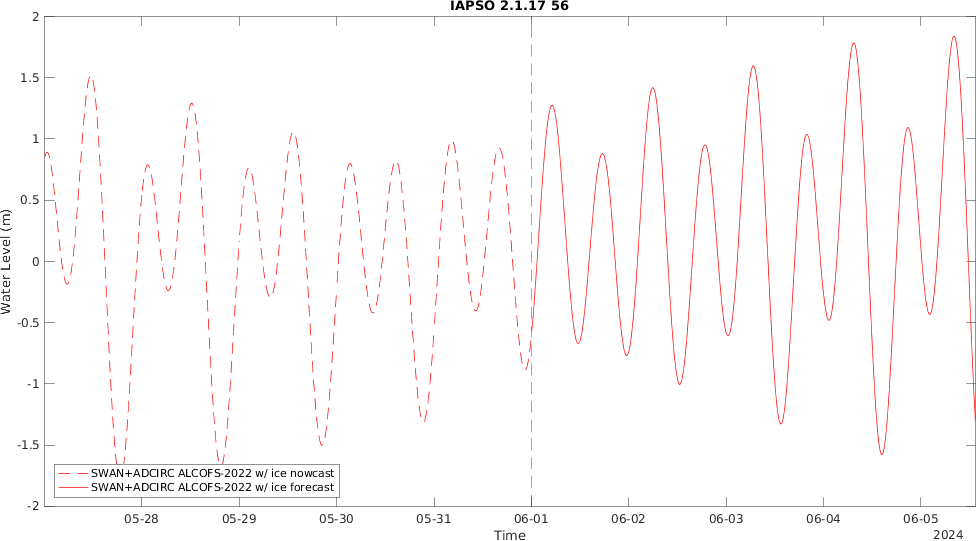 IAPSO 2.1.17 56
2
1.5
1
0.5
0
-0.5
-1
-1.5
-2
Water Level (m)
SWAN+ADCIRC ALCOFS-2022 w/ ice nowcast
SWAN+ADCIRC ALCOFS-2022 w/ ice forecast
05-28 05-29 05-30 05-31 06-01 06-02 06-03 06-04 06-05
Time
2024